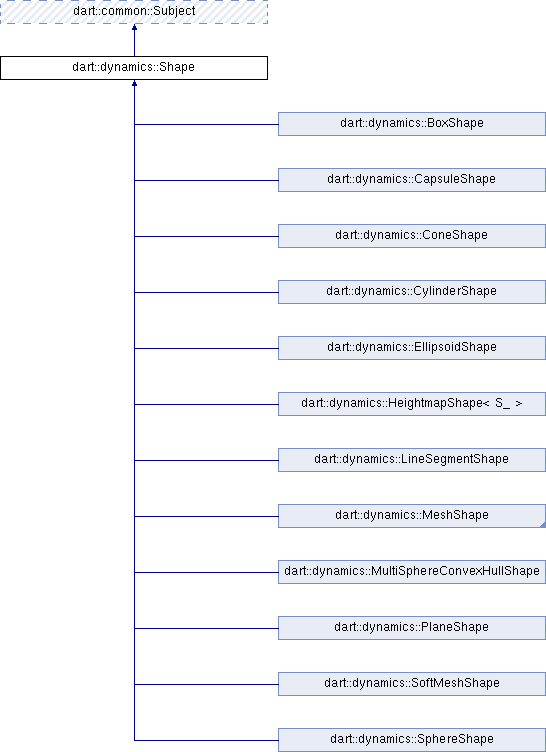 dart::common::Subject
dart::dynamics::Shape
dart::dynamics::BoxShape
dart::dynamics::CapsuleShape
dart::dynamics::ConeShape
dart::dynamics::CylinderShape
dart::dynamics::EllipsoidShape
dart::dynamics::HeightmapShape< S_ >
dart::dynamics::LineSegmentShape
dart::dynamics::MeshShape
dart::dynamics::MultiSphereConvexHullShape
dart::dynamics::PlaneShape
dart::dynamics::SoftMeshShape
dart::dynamics::SphereShape